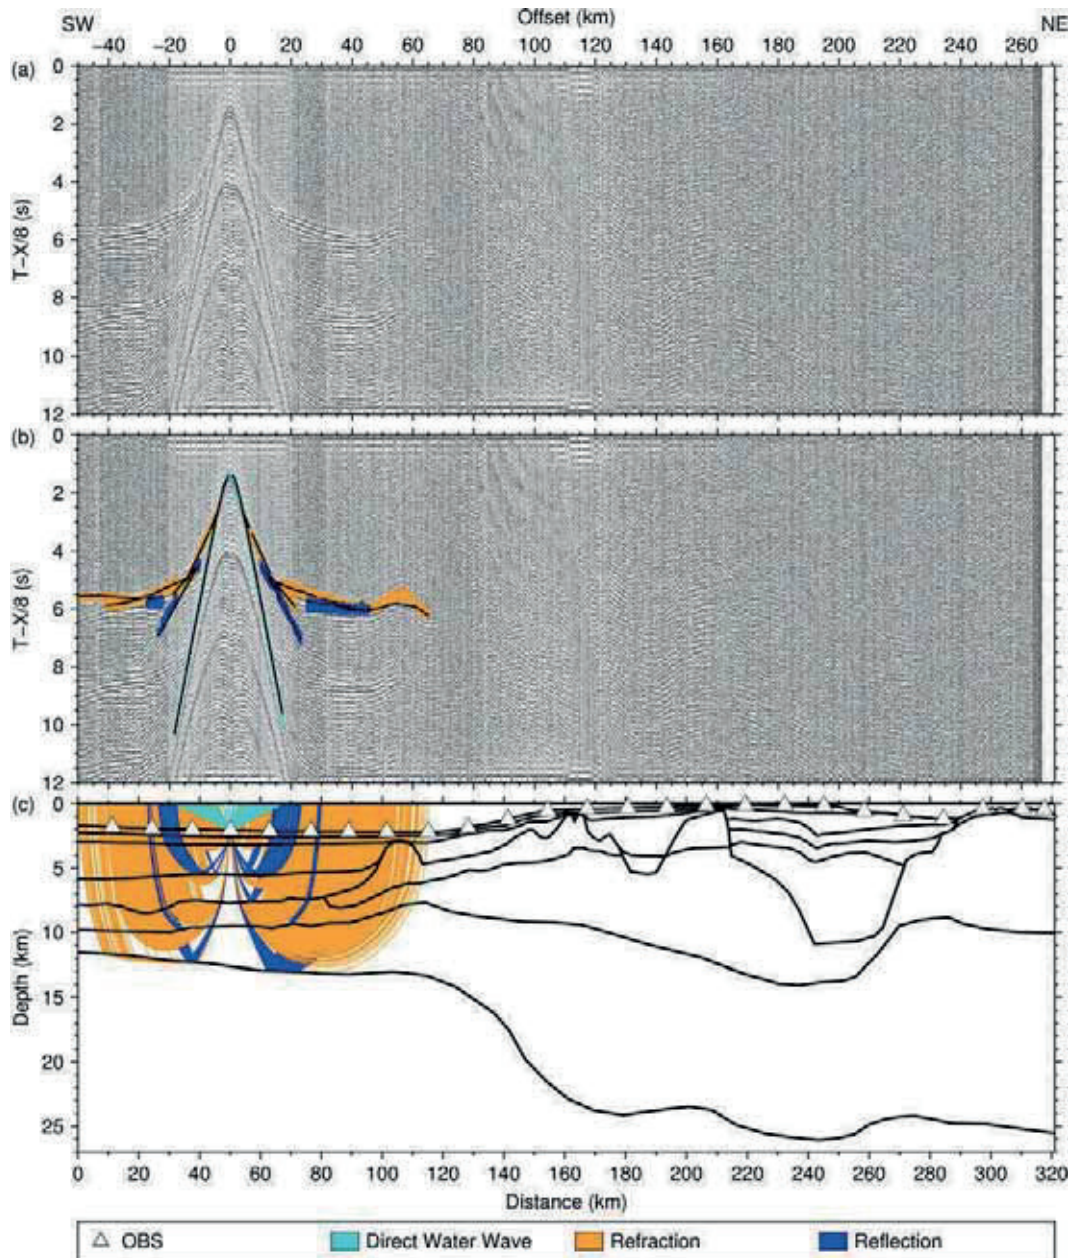 SW Offset (km) NE
−40 −20 0 20 40 60 80 100 120 140 160 180 200 220 240 260
(a)
0
2
4
6
8
10
12
T−X/8 (s)
(b)
0
2
4
6
8
10
12
T−X/8 (s)
(c)
0
5
10
15
20
25
Depth (km)
0 20 40 60 80 100 120 140 160 180 200 220 240 260 280 300 320
Distance (km)
OBS Direct Water Wave Refraction Reflection